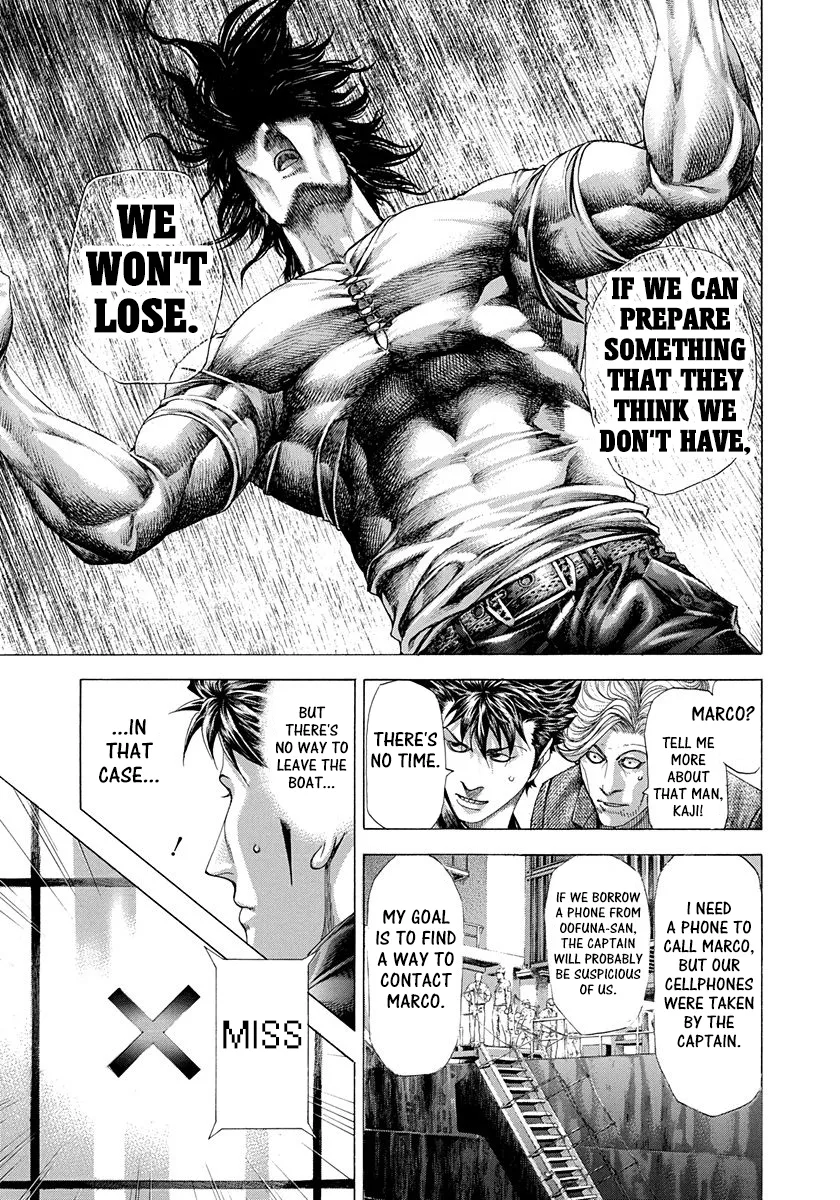 IF WE CAN
PREPARE
SOMETHING
THAT THEY
THINK WE
DON'T HAVE,
WE
WON'T
LOSE.
MARCO?
TELL ME
MORE
ABOUT
THAT MAN,
KAJI!
THERE'S
NO TIME.
I NEED
A PHONE TO
CALL MARCO,
BUT OUR
CELLPHONES
WERE TAKEN
BY THE
CAPTAIN.
IF WE BORROW
A PHONE FROM
OOFUNA-SAN,
THE CAPTAIN
WILL PROBABLY
BE SUSPICIOUS
OF US.
MY GOAL
IS TO FIND
A WAY TO
CONTACT
MARCO.
BUT
THERE'S
NO WAY TO
LEAVE THE
BOAT...
...IN
THAT
CASE...
!
MISS